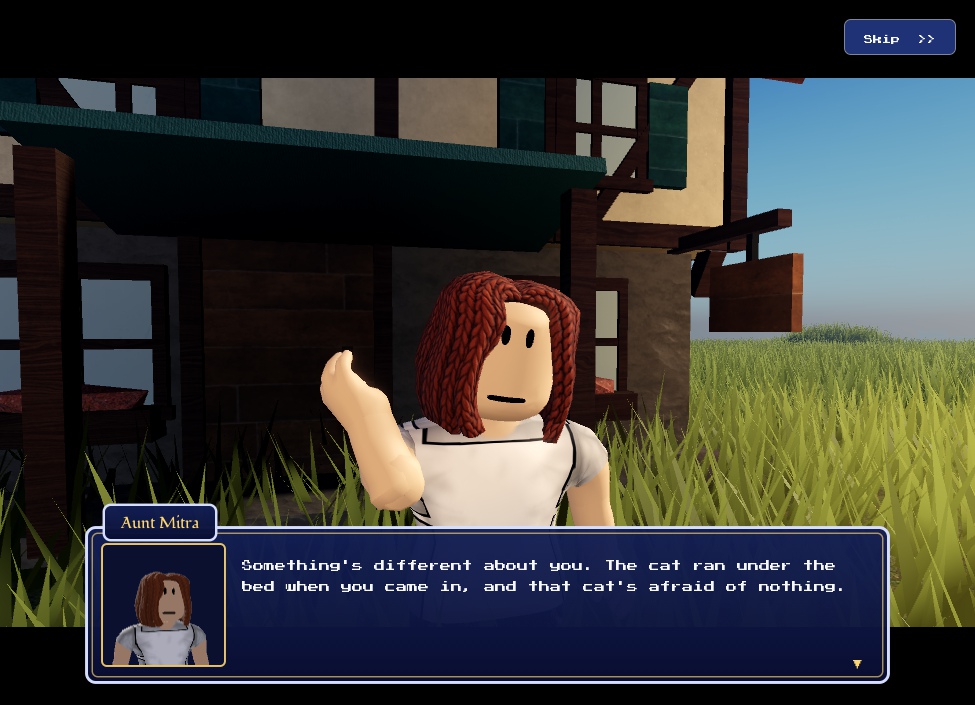 Skip >>
Aunt Mitra
Something's different about you. The cat ran under the
bed when you came in, and that cat's afraid of nothing.